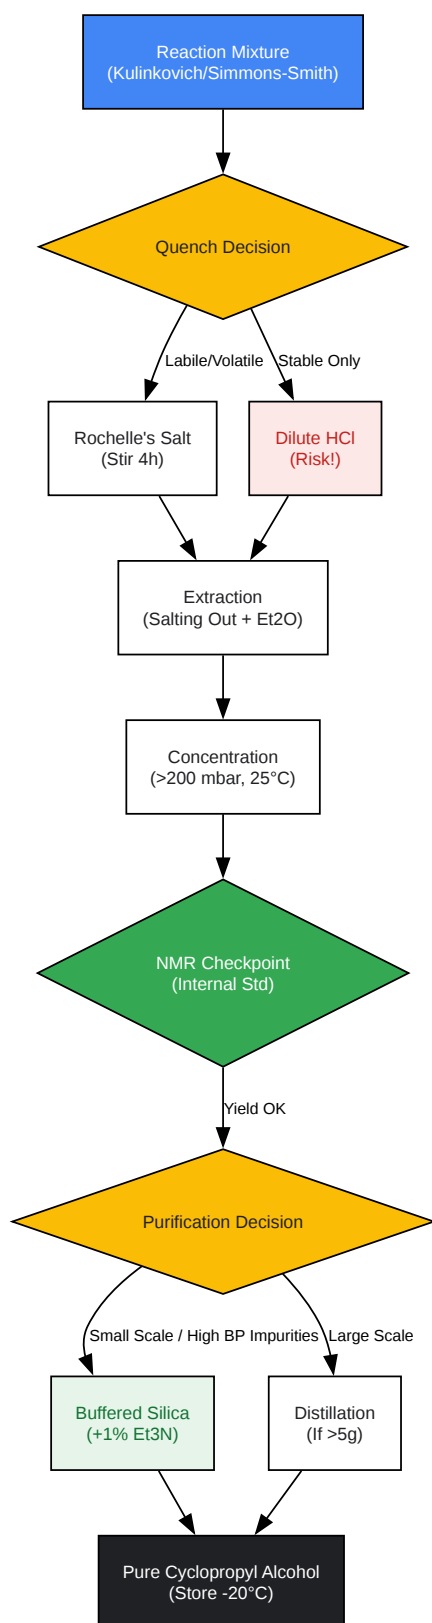 Reaction Mixture
(Kulinkovich/Simmons-Smith)
Quench Decision
Labile/Volatile
Stable Only
Rochelle's Salt
(Stir 4h)
Dilute HCl
(Risk!)
Extraction
(Salting Out + Et2O)
Concentration
(>200 mbar, 25°C)
NMR Checkpoint
(Internal Std)
Yield OK
Purification Decision
Small Scale / High BP Impurities
Large Scale
Buffered Silica
(+1% Et3N)
Distillation
(If >5g)
Pure Cyclopropyl Alcohol
(Store -20°C)